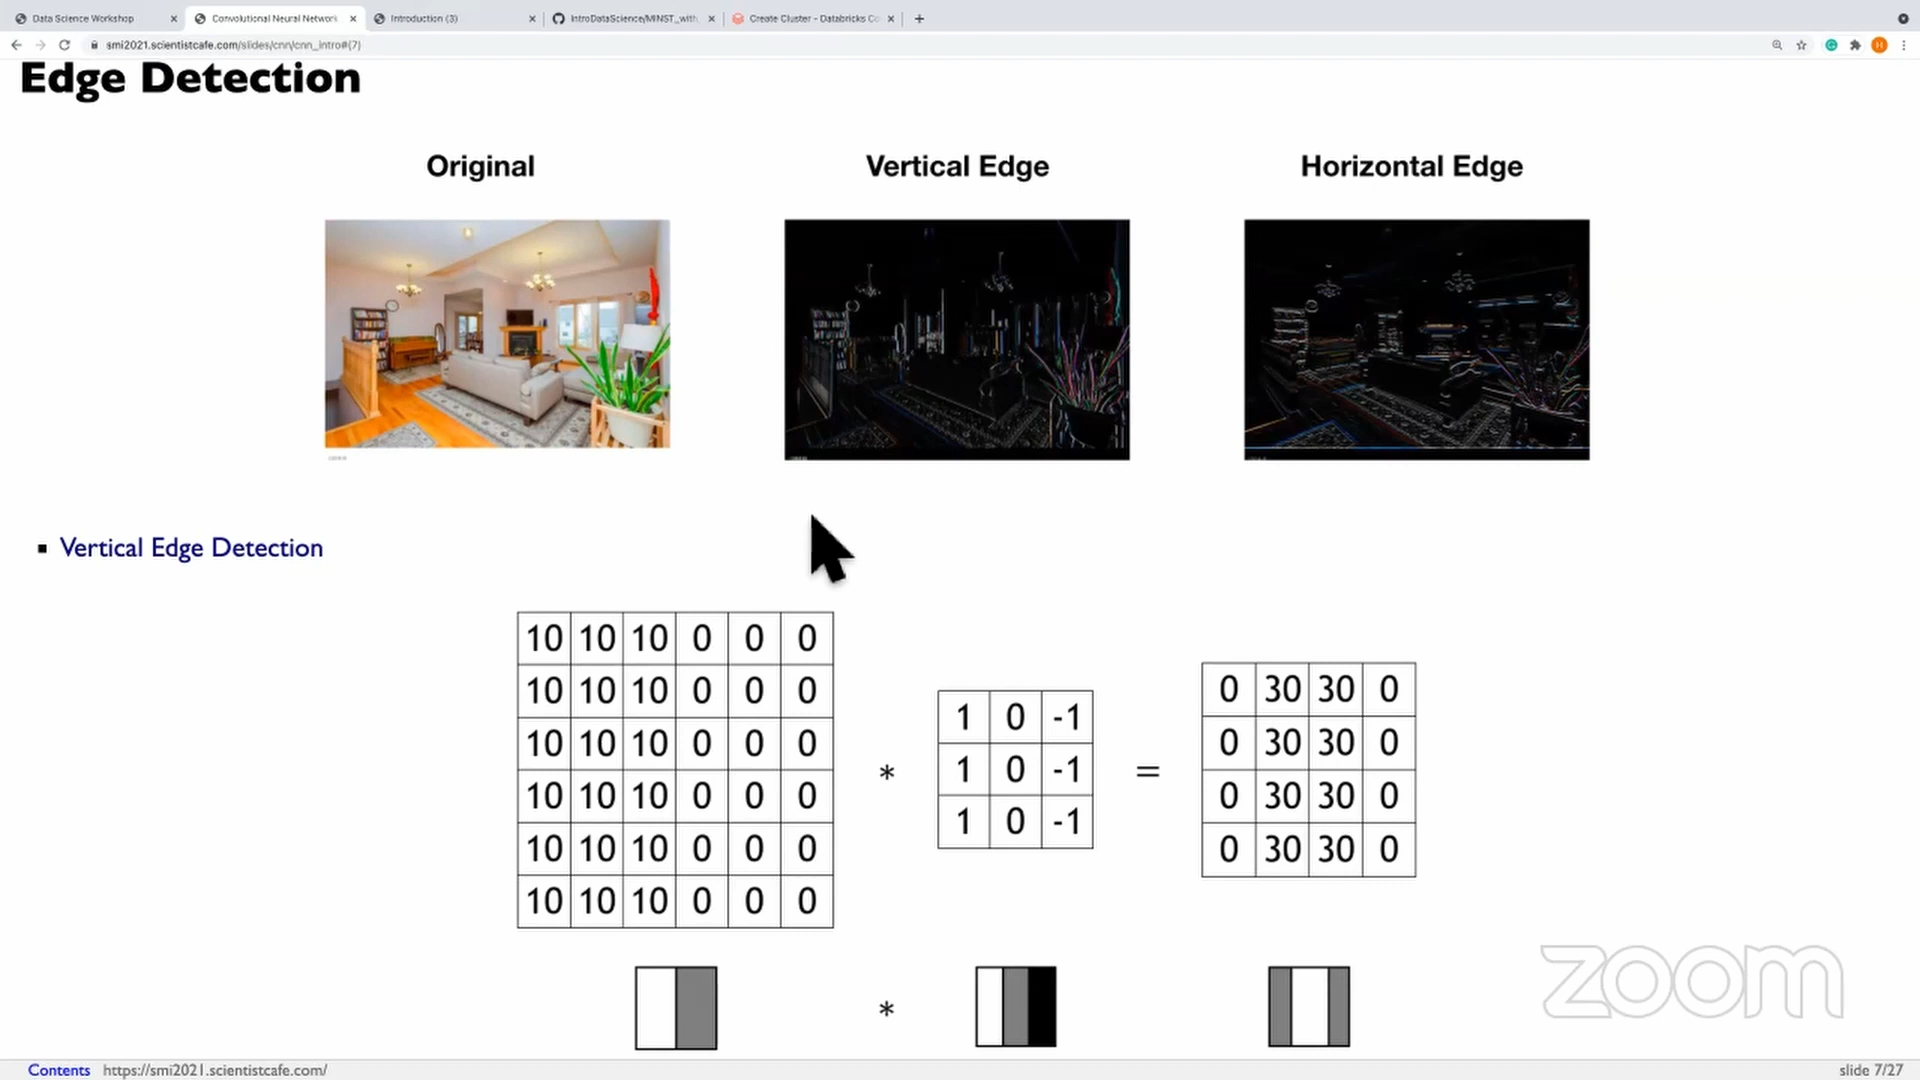 Data Science Workshop
Convolutional Neural Network
Introduction (3)
IntroDataScience/MINST_with
Create Cluster - Databricks Co
smi2021.scientistcafe.com/slides/cnn/cnn_intro#(7)
H
Edge Detection
Original
Vertical Edge
Horizontal Edge
Vertical Edge Detection
10 10 10 0 0 0
10 10 10 0 0 0
10 10 10 0 0 0
10 10 10 0 0 0
10 10 10 0 0 0
10 10 10 0 0 0
*
1 0 -1
1 0 -1
1 0 -1
=
0 30 30 0
0 30 30 0
0 30 30 0
0 30 30 0
*
zoom
Contents https://smi2021.scientistcafe.com/
slide 7/27